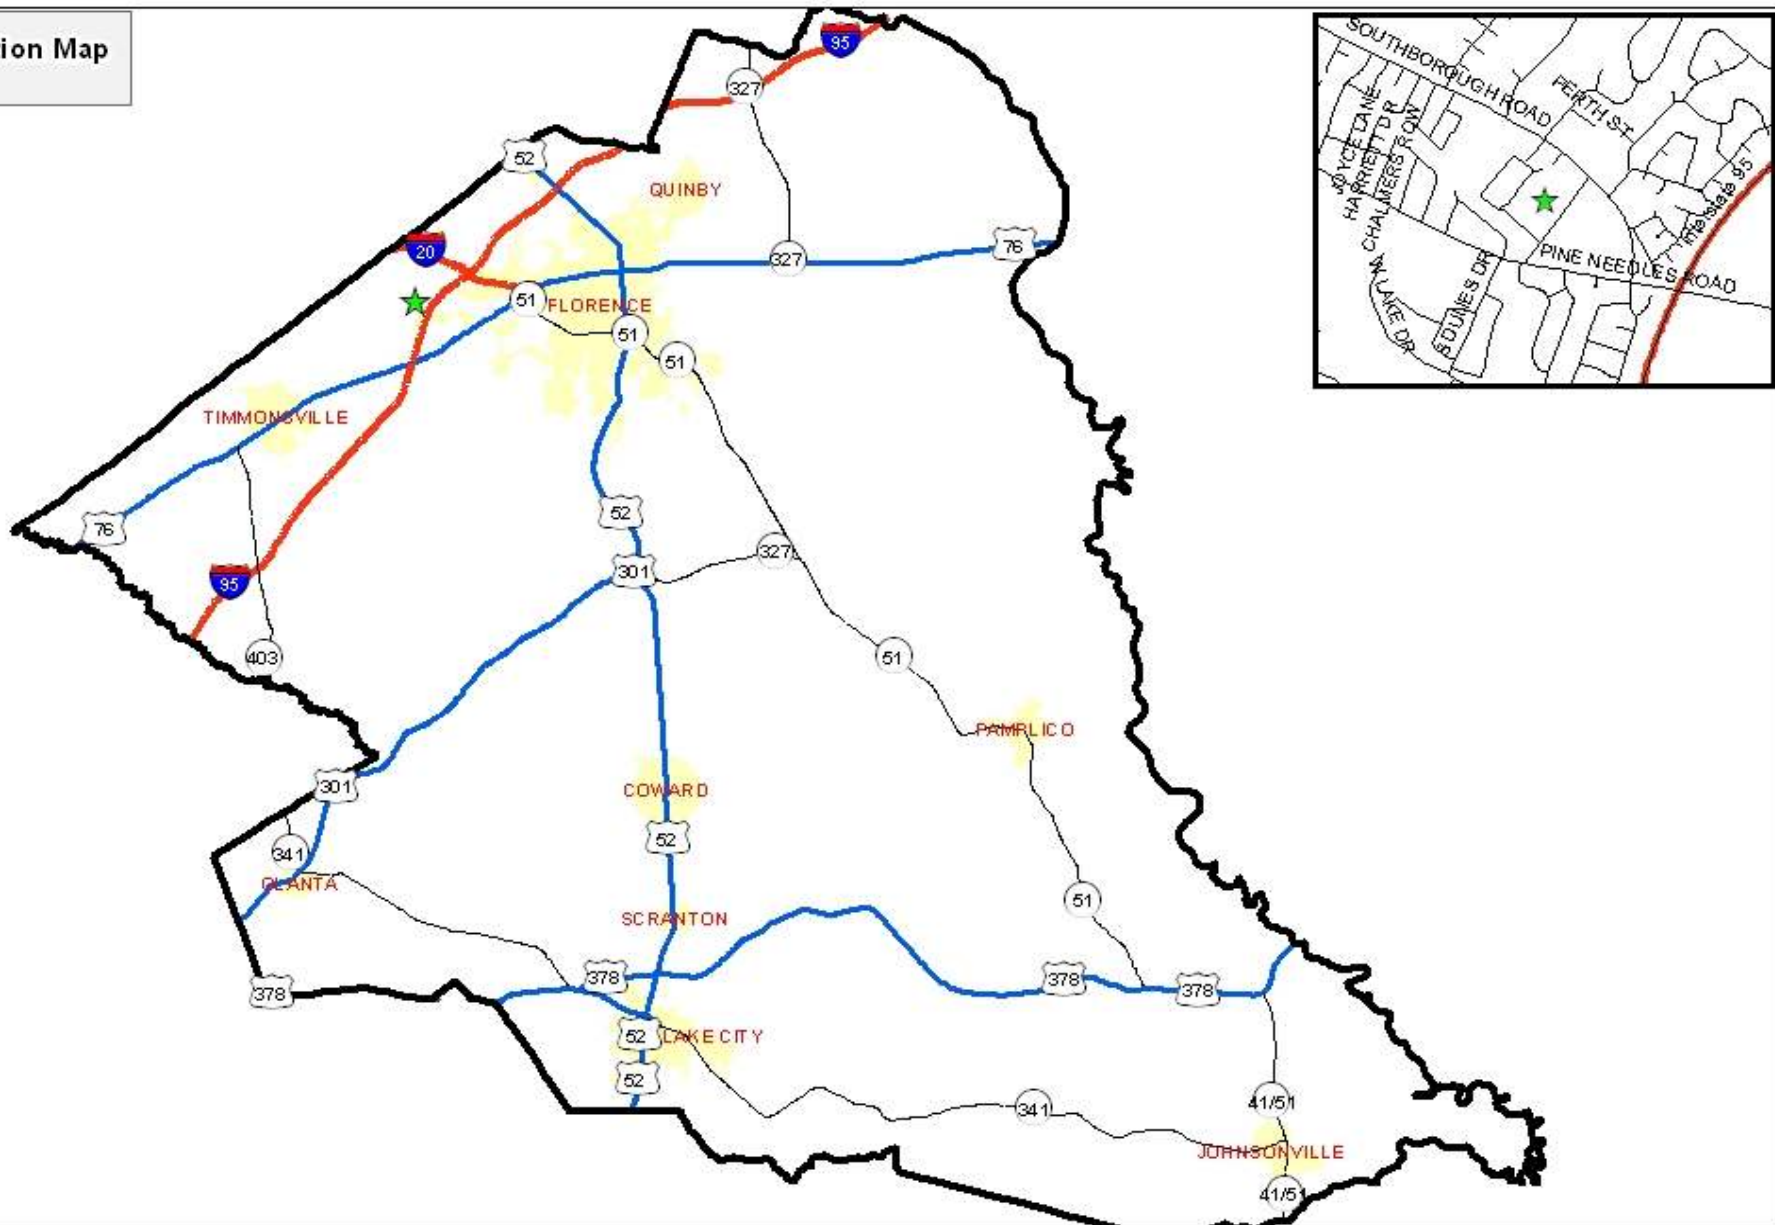 ion Map
95
327
52
QUINBY
20
327
76
51
FLORENCE
51
51
TIMMONSVILLE
76
52
327
301
95
403
51
PAMPLICO
301
COWARD
52
341
OLANTA
51
SCRANTON
378
378
378
378
52
LAKE CITY
52
341
41/51
JOHNSONVILLE
41/51
SOUTHBOROUGH ROAD
PERTH ST
JOYCE LANE
HARRIETT DR
CHALMERS ROW
Interstate 95
PINE NEEDLES ROAD
LAKE DR
S DUNES DR